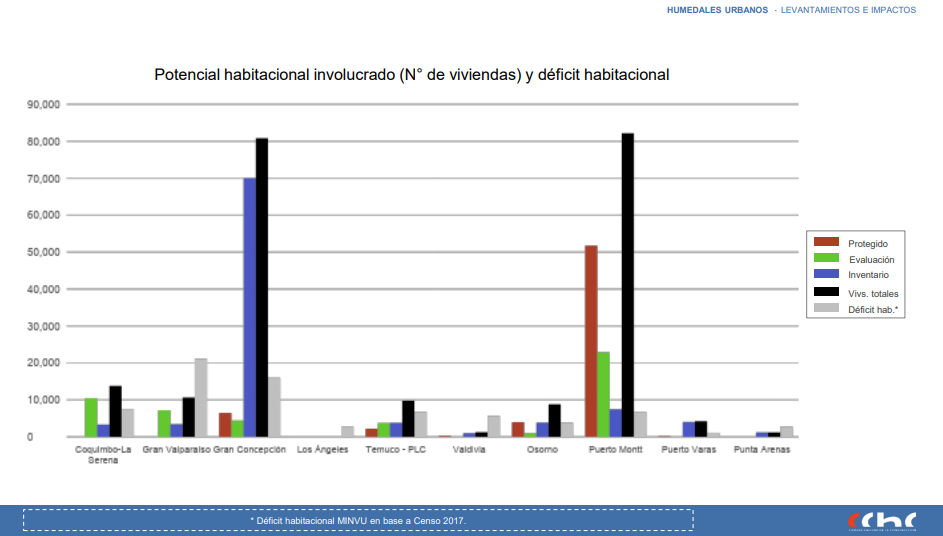 HUMEDALES URBANOS - LEVANTAMIENTOS E IMPACTOS
Potencial habitacional involucrado (N° de viviendas) y déficit habitacional
90,000
80,000
70,000
60,000
50,000
40,000
30,000
20,000
10,000
0
Coquimbo-La Serena
Gran Valparaíso
Gran Concepción
Los Ángeles
Temuco - PLC
Valdivia
Osorno
Puerto Montt
Puerto Varas
Punta Arenas
Protegido
Evaluación
Inventario
Vivs. totales
Déficit hab.*
* Déficit habitacional MINVU en base a Censo 2017.
cchc